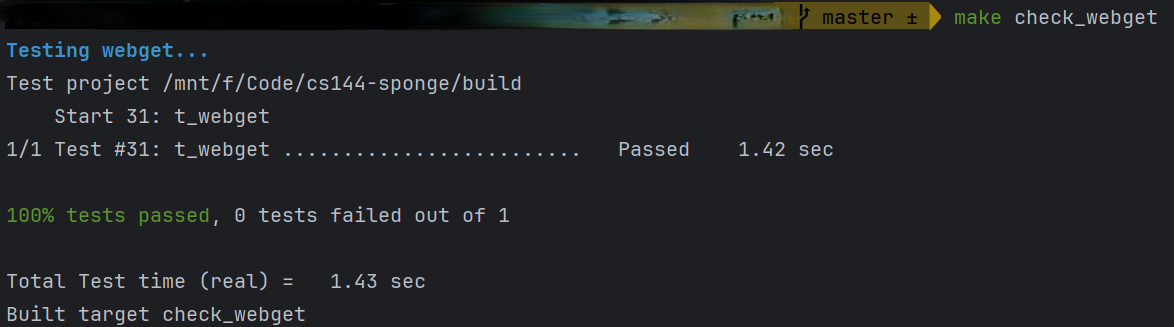 master ± make check_webget
Testing webget...
Test project /mnt/f/Code/cs144-sponge/build
    Start 31: t_webget
1/1 Test #31: t_webget .........................   Passed    1.42 sec

100% tests passed, 0 tests failed out of 1

Total Test time (real) =   1.43 sec
Built target check_webget